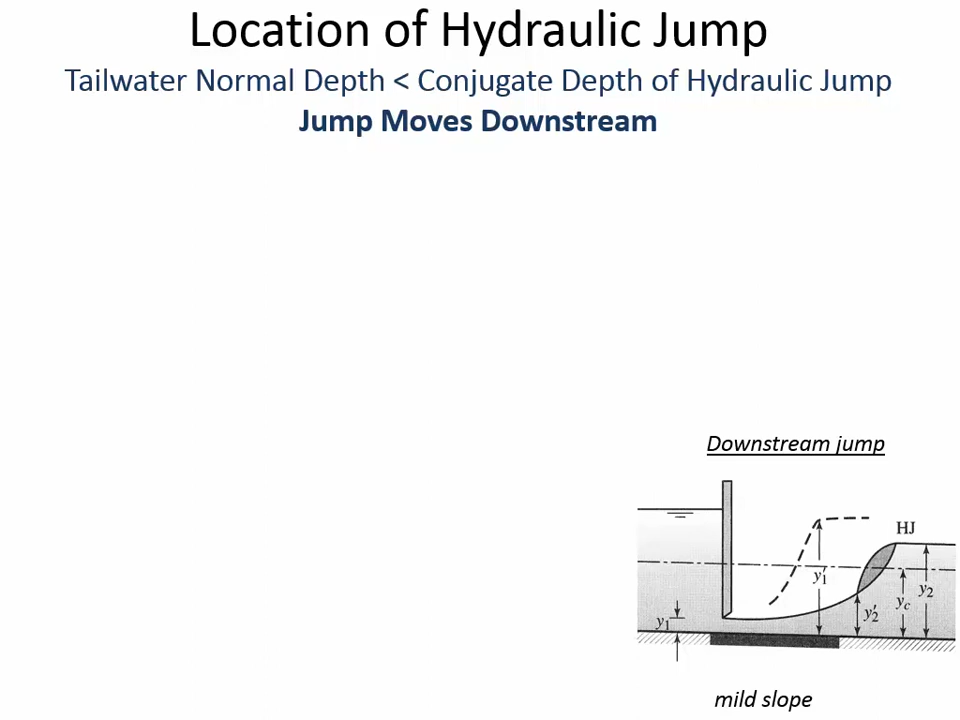 Location of Hydraulic Jump
Tailwater Normal Depth < Conjugate Depth of Hydraulic Jump
Jump Moves Downstream
Downstream jump
HJ
y₁′
y₂
y_c
y₂′
y₁
mild slope